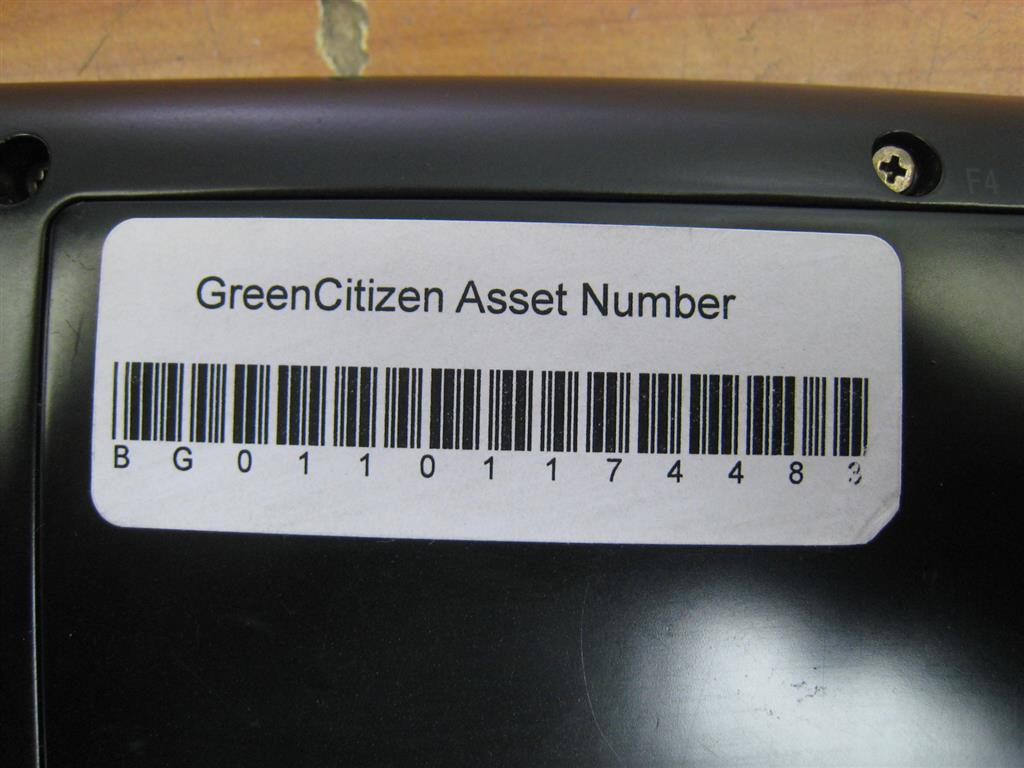 F4
GreenCitizen Asset Number
BG01101174483